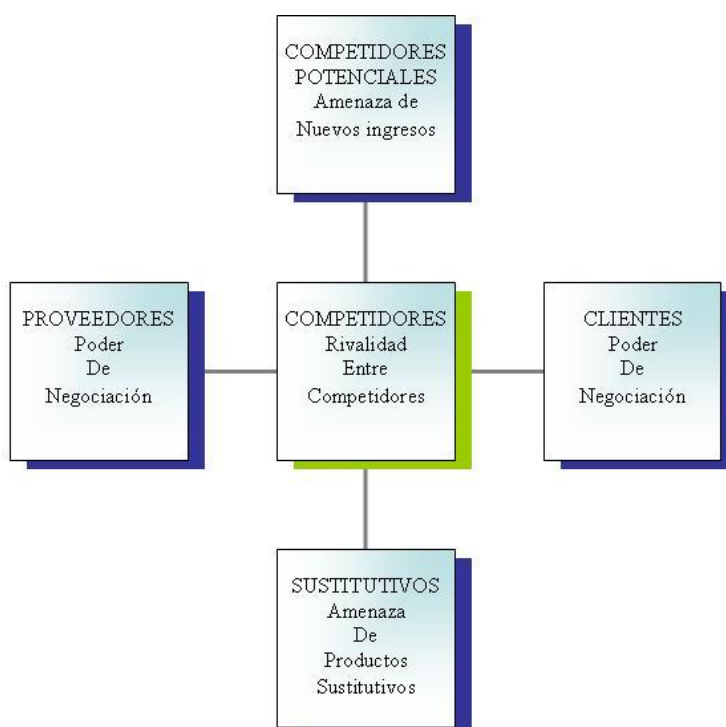 COMPETIDORES
POTENCIALES
Amenaza de
Nuevos ingresos
PROVEEDORES
Poder
De
Negociación
COMPETIDORES
Rivalidad
Entre
Competidores
CLIENTES
Poder
De
Negociación
SUSTITUTIVOS
Amenaza
De
Productos
Sustitutivos